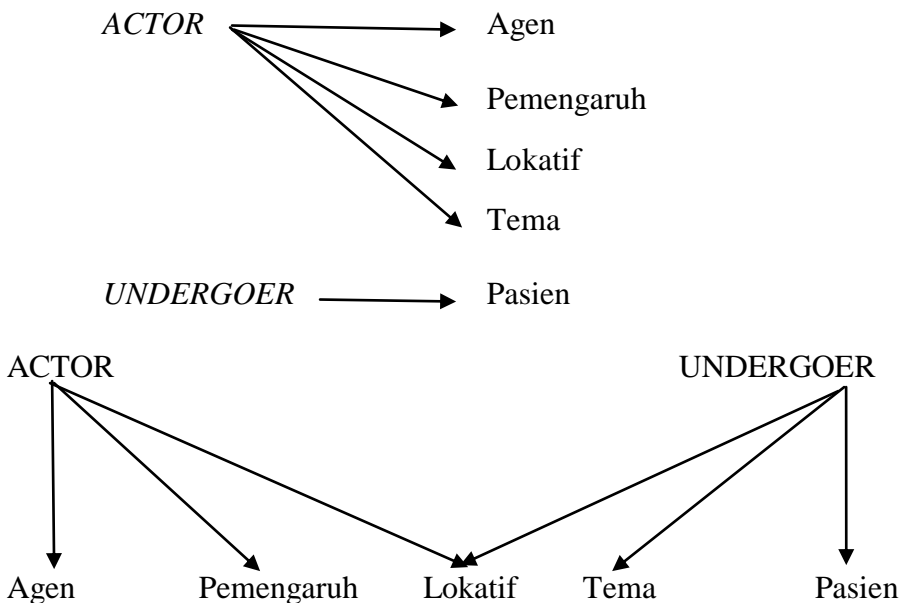 ACTOR Agen
Pemengaruh
Lokatif
Tema
UNDERGOER Pasien
ACTOR UNDERGOER
Agen Pemengaruh Lokatif Tema Pasien